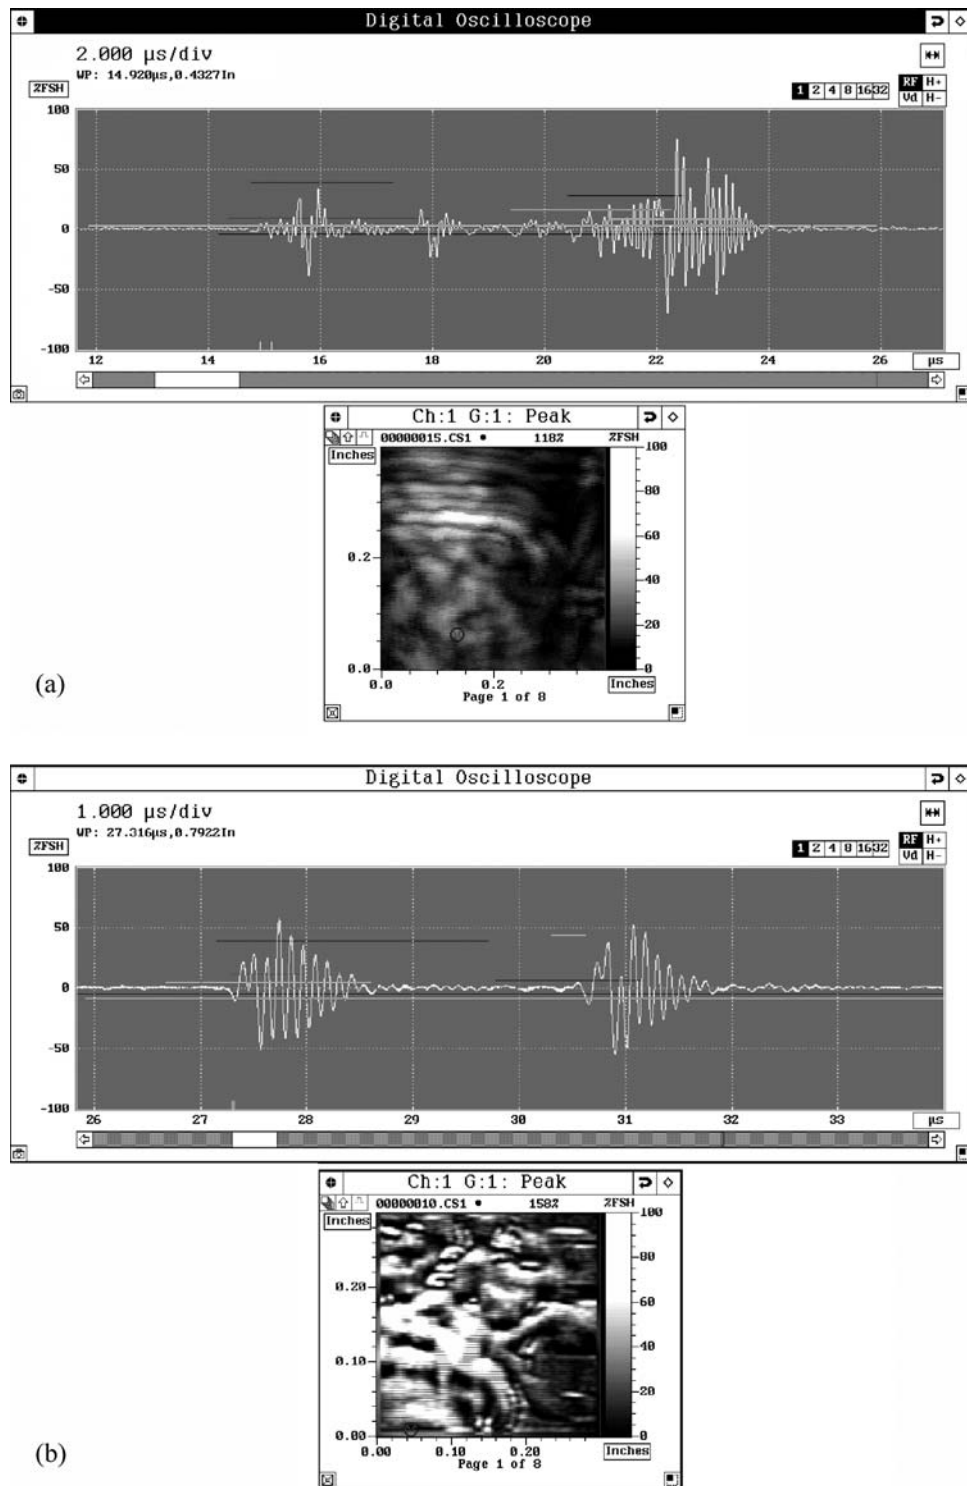 Digital Oscilloscope
2.000 µs/div
WP: 14.920µs,0.4327In
%FSH
1 2 4 8 16 32
RF H+
Vd H-
100
50
0
-50
-100
12 14 16 18 20 22 24 26 µs
Ch:1 G:1: Peak
00000015.CS1 • 118% %FSH
Inches
100
80
60
40
20
0
0.2
0.0
0.0 0.2 Inches
Page 1 of 8
(a)
Digital Oscilloscope
1.000 µs/div
WP: 27.316µs,0.7922In
%FSH
1 2 4 8 16 32
RF H+
Vd H-
100
50
0
-50
-100
26 27 28 29 30 31 32 33 µs
Ch:1 G:1: Peak
00000010.CS1 • 158% %FSH
Inches
100
80
60
40
20
0
0.20
0.10
0.00
0.00 0.10 0.20 Inches
Page 1 of 8
(b)